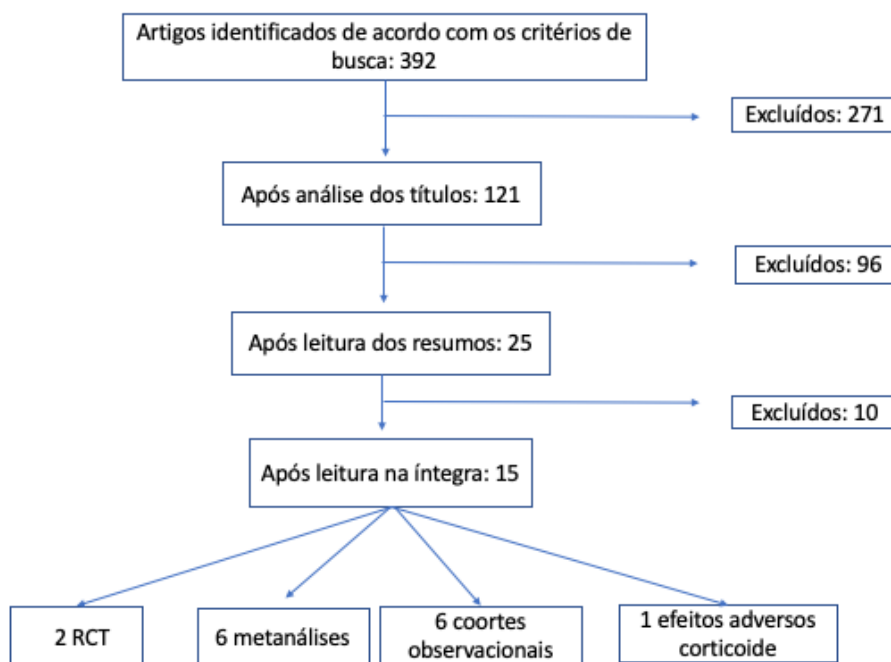 Artigos identificados de acordo com os critérios de
busca: 392
Excluídos: 271
Após análise dos títulos: 121
Excluídos: 96
Após leitura dos resumos: 25
Excluídos: 10
Após leitura na íntegra: 15
2 RCT
6 metanálises
6 coortes
observacionais
1 efeitos adversos
corticoide